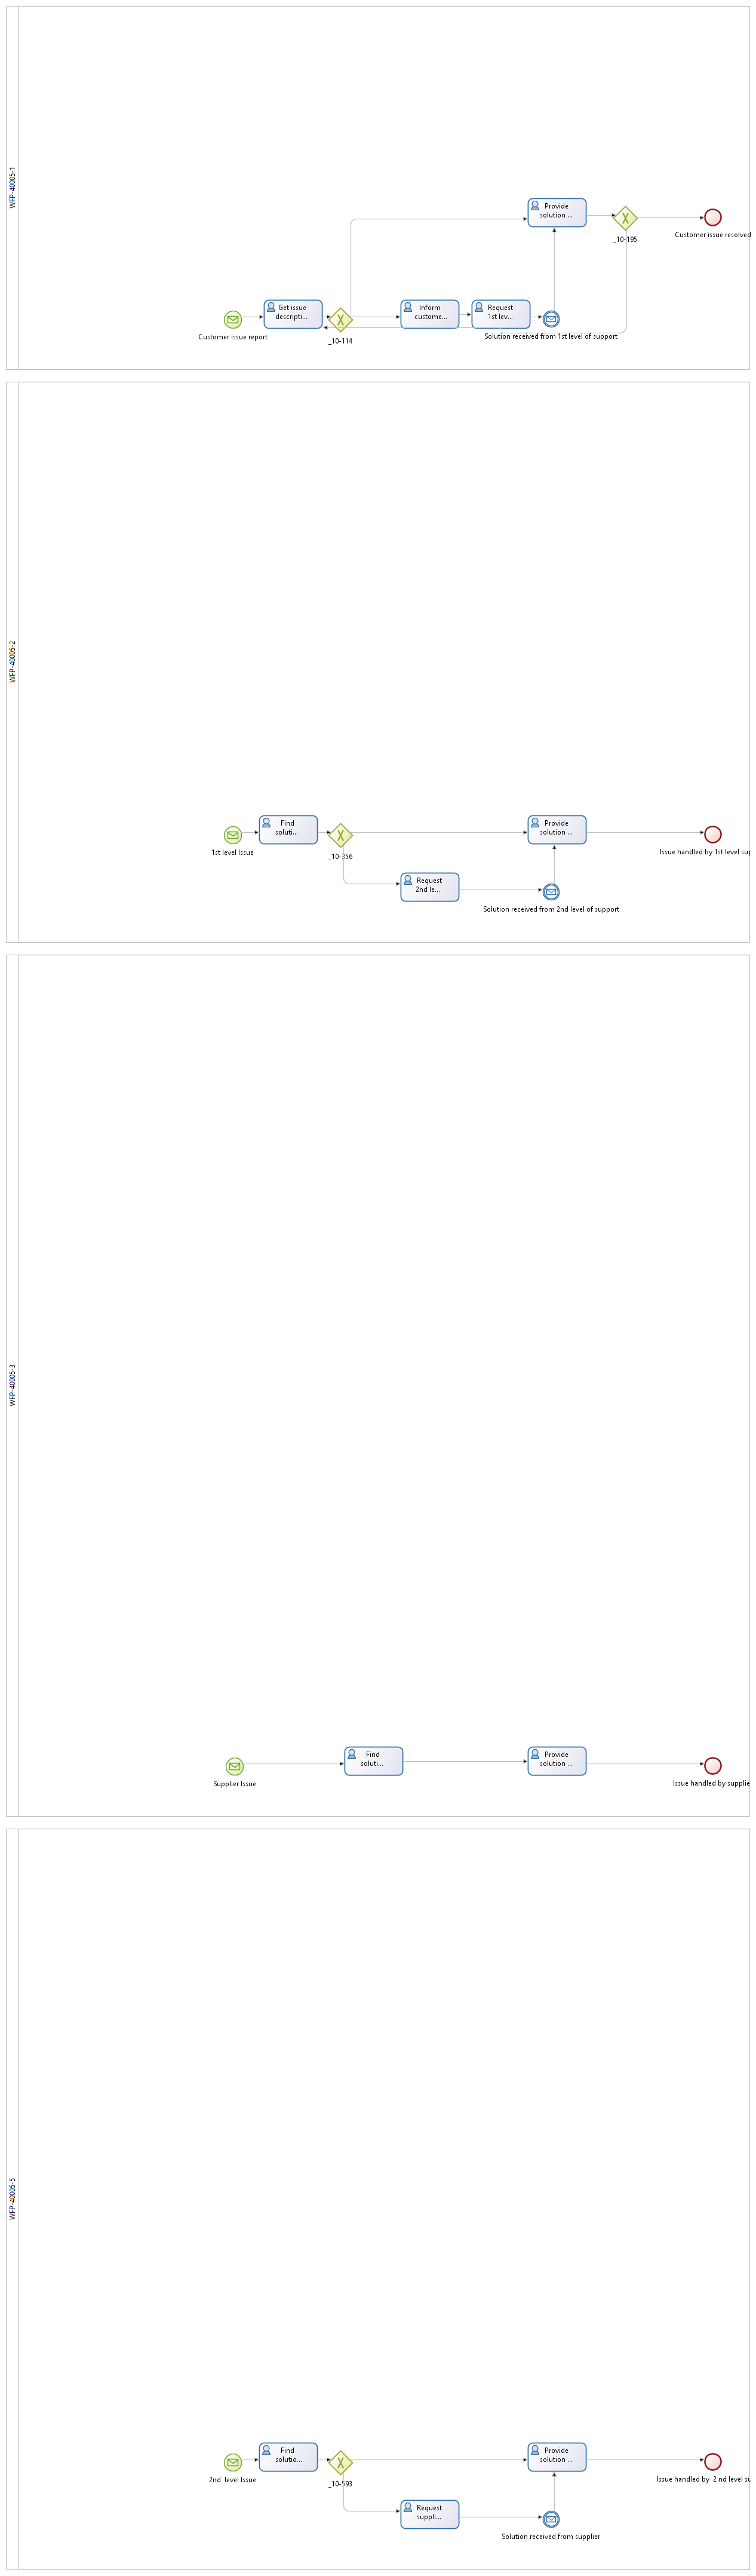 WFP-40005-1
Provide
solution ...
_10-195
Customer issue resolved
Get issue
descripti...
Inform
custome...
Request
1st lev...
Customer issue report
_10-114
Solution received from 1st level of support
WFP-40005-2
Find
soluti...
Provide
solution ...
1st level Issue
_10-356
Issue handled by 1st level sup
Request
2nd le...
Solution received from 2nd level of support
WFP-40005-3
Find
soluti...
Provide
solution ...
Supplier Issue
Issue handled by supplie
WFP-40005-5
Find
solutio...
Provide
solution ...
2nd level Issue
_10-593
Issue handled by 2 nd level su
Request
suppli...
Solution received from supplier